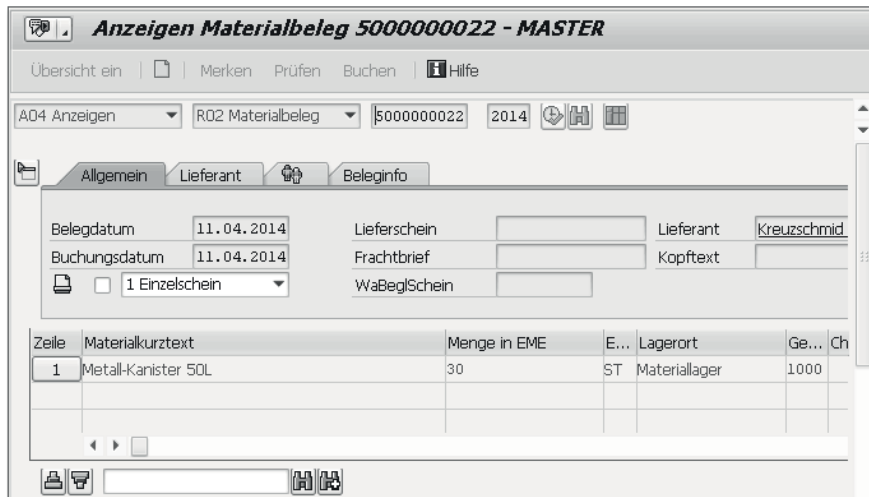 Anzeigen Materialbeleg 5000000022 - MASTER
Übersicht ein Merken Prüfen Buchen Hilfe
A04 Anzeigen R02 Materialbeleg 5000000022 2014
Allgemein Lieferant Beleginfo
Belegdatum 11.04.2014 Lieferschein Lieferant Kreuzschmid
Buchungsdatum 11.04.2014 Frachtbrief Kopftext
1 Einzelschein WaBeglSchein
Zeile Materialkurztext Menge in EME E... Lagerort Ge... Ch
1 Metall-Kanister 50L 30 ST Materiallager 1000